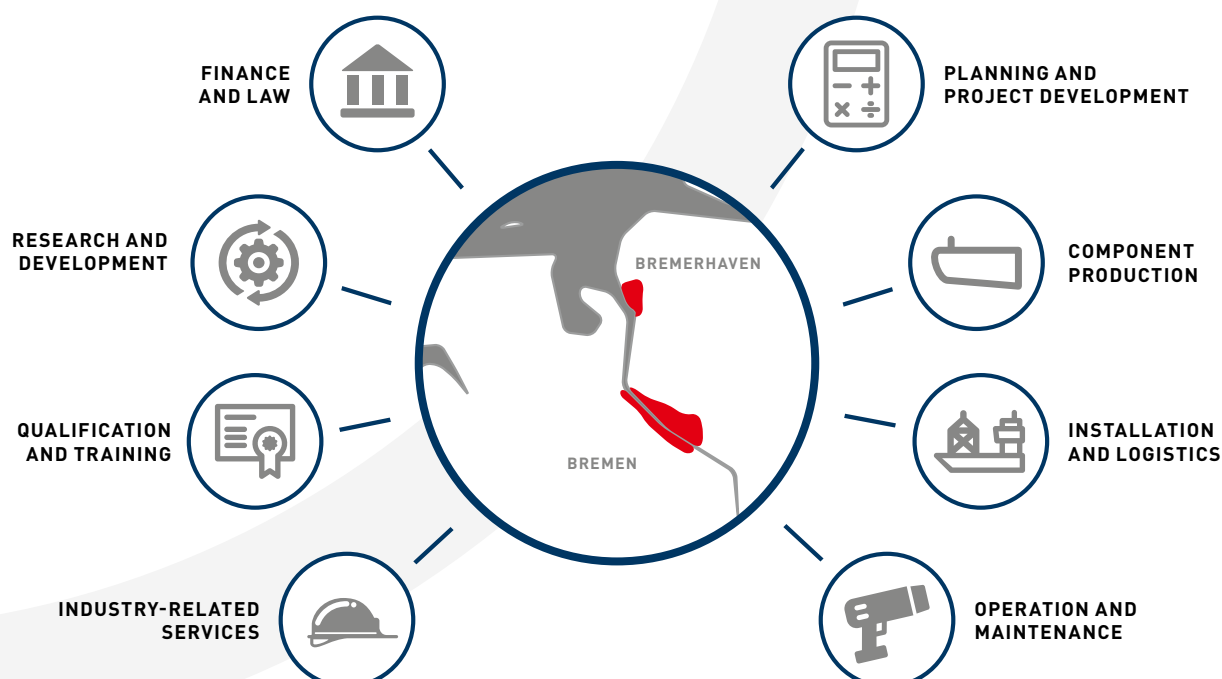 FINANCE
AND LAW
PLANNING AND
PROJECT DEVELOPMENT
RESEARCH AND
DEVELOPMENT
BREMERHAVEN
COMPONENT
PRODUCTION
QUALIFICATION
AND TRAINING
BREMEN
INSTALLATION
AND LOGISTICS
INDUSTRY-RELATED
SERVICES
OPERATION AND
MAINTENANCE